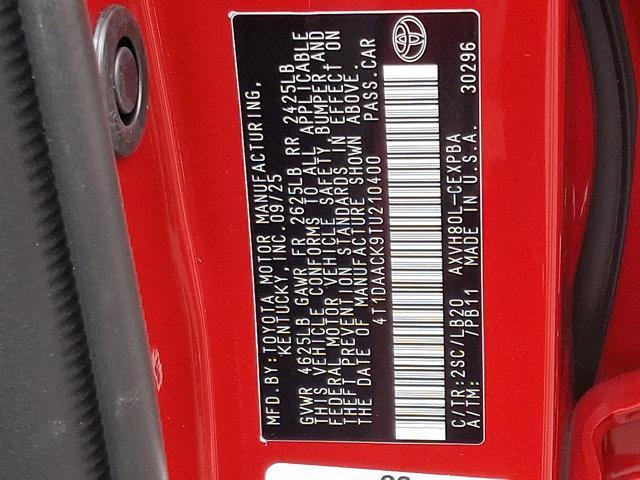 MFD.BY:TOYOTA MOTOR MANUFACTURING,
KENTUCKY, INC. 09/25
GVWR 4625LB GAWR FR 2625LB RR 2425LB
THIS VEHICLE CONFORMS TO ALL APPLICABLE
FEDERAL MOTOR VEHICLE SAFETY, BUMPER AND
THEFT PREVENTION STANDARDS IN EFFECT ON
THE DATE OF MANUFACTURE SHOWN ABOVE.
4T1DAACK9TU210400 PASS.CAR
C/TR:2SC/LB20 AXVH80L-CEXPBA
A/TM: /PB11 MADE IN U.S.A. 30296